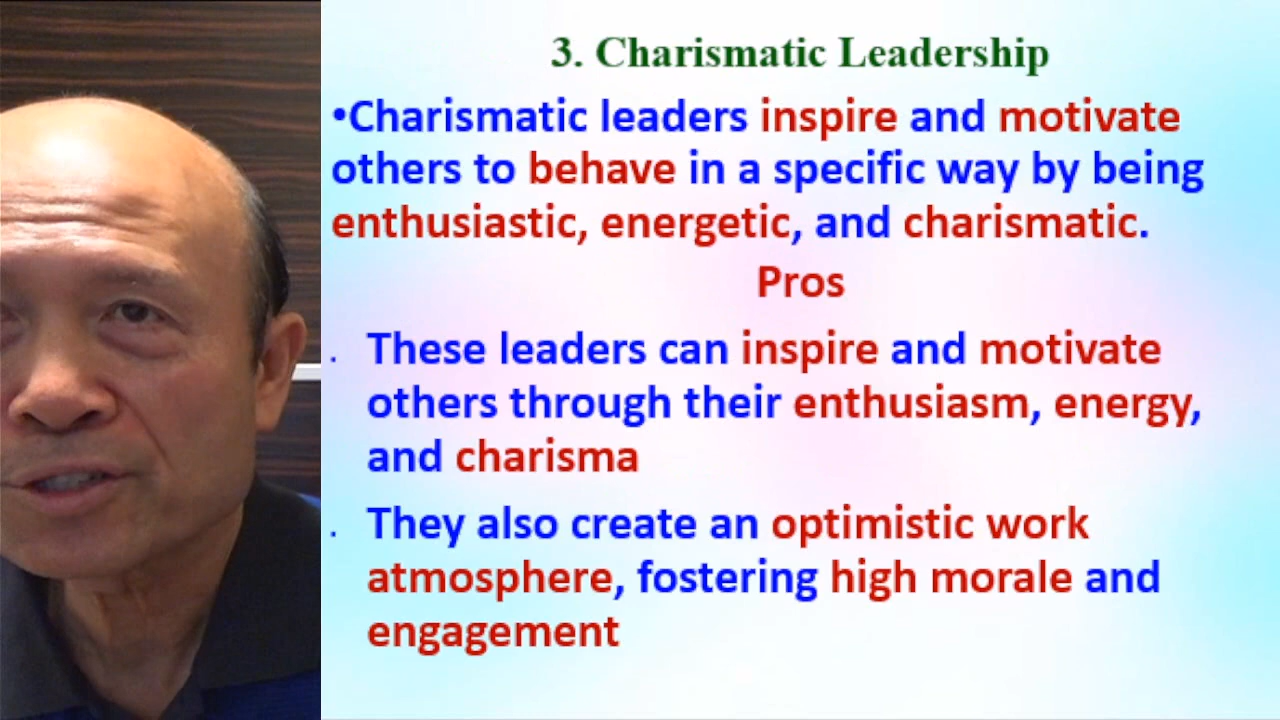 3. Charismatic Leadership
•Charismatic leaders inspire and motivate
others to behave in a specific way by being
enthusiastic, energetic, and charismatic.
Pros
. These leaders can inspire and motivate
others through their enthusiasm, energy,
and charisma
. They also create an optimistic work
atmosphere, fostering high morale and
engagement